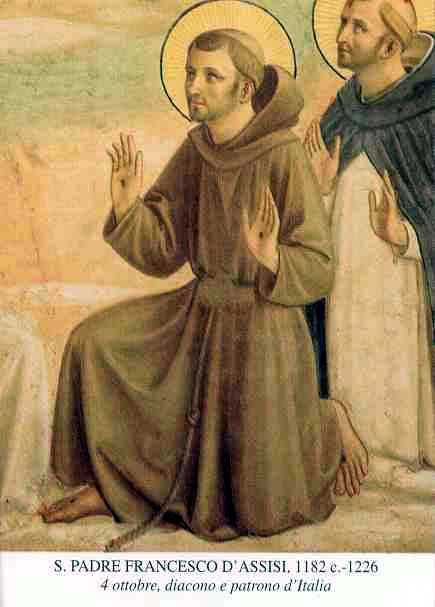 S. PADRE FRANCESCO D'ASSISI, 1182 c.-1226
4 ottobre, diacono e patrono d'Italia